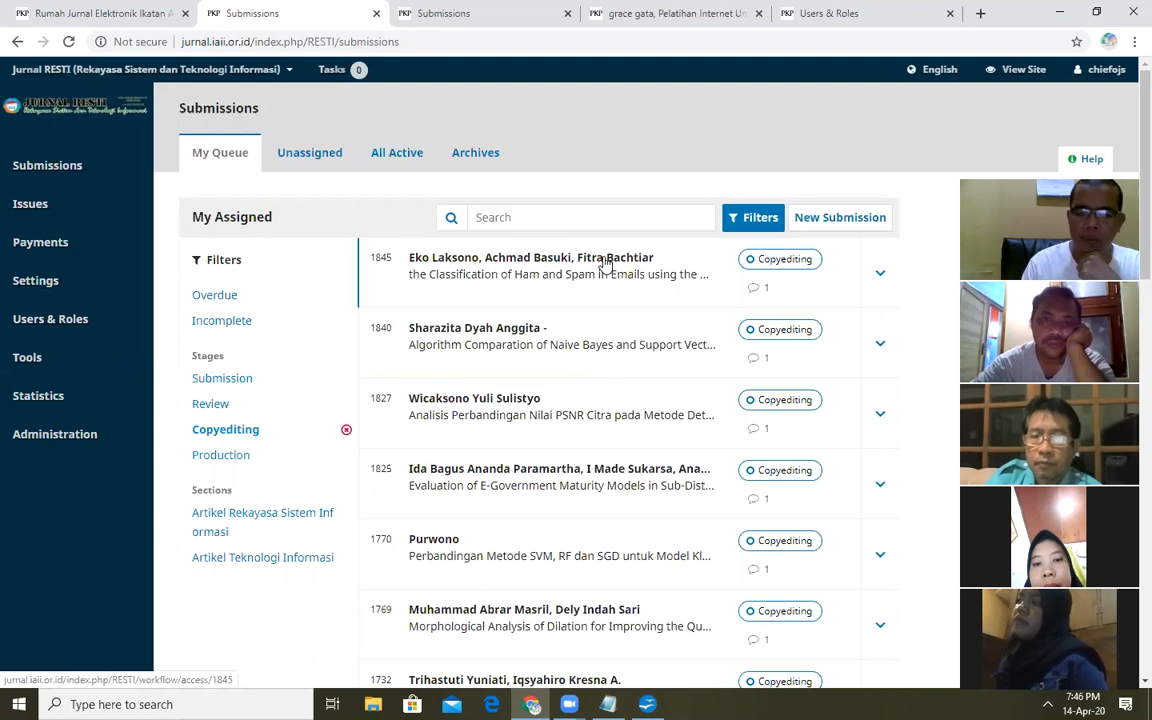 Rumah Jurnal Elektronik Ikatan A
Submissions
Submissions
grace gata, Pelatihan Internet Un
Users & Roles
Not secure
jurnal.iaii.or.id/index.php/RESTI/submissions
Jurnal RESTI (Rekayasa Sistem dan Teknologi Informasi)
Tasks 0
English
View Site
chiefojs
JURNAL RESTI
Rekayasa Sistem dan Teknologi Informasi
Submissions
Issues
Payments
Settings
Users & Roles
Tools
Statistics
Administration
Submissions
My Queue
Unassigned
All Active
Archives
Help
My Assigned
Search
Filters
New Submission
Filters
Overdue
Incomplete
Stages
Submission
Review
Copyediting
Production
Sections
Artikel Rekayasa Sistem Inf
ormasi
Artikel Teknologi Informasi
1845 Eko Laksono, Achmad Basuki, Fitra Bachtiar Copyediting
the Classification of Ham and Spam in Emails using the ...
1
1840 Sharazita Dyah Anggita - Copyediting
Algorithm Comparation of Naive Bayes and Support Vect...
1
1827 Wicaksono Yuli Sulistyo Copyediting
Analisis Perbandingan Nilai PSNR Citra pada Metode Det...
1
1825 Ida Bagus Ananda Paramartha, I Made Sukarsa, Ana... Copyediting
Evaluation of E-Government Maturity Models in Sub-Dist...
1
1770 Purwono Copyediting
Perbandingan Metode SVM, RF dan SGD untuk Model Kl...
1
1769 Muhammad Abrar Masril, Dely Indah Sari Copyediting
Morphological Analysis of Dilation for Improving the Qu...
1
1732 Trihastuti Yuniati, Iqsyahiro Kresna A. Copyediting
jurnal.iaii.or.id/index.php/RESTI/workflow/access/1845
Type here to search
7:46 PM
14-Apr-20